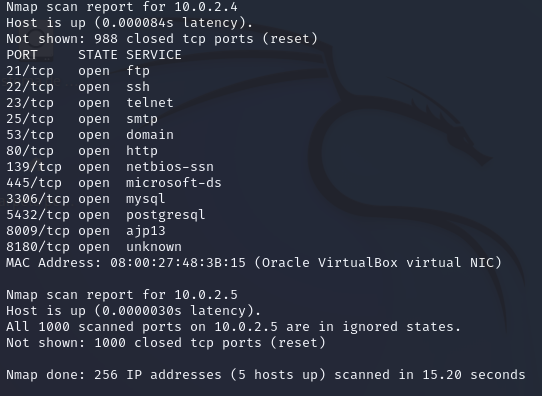 Nmap scan report for 10.0.2.4
Host is up (0.000084s latency).
Not shown: 988 closed tcp ports (reset)
PORT     STATE SERVICE
21/tcp   open  ftp
22/tcp   open  ssh
23/tcp   open  telnet
25/tcp   open  smtp
53/tcp   open  domain
80/tcp   open  http
139/tcp  open  netbios-ssn
445/tcp  open  microsoft-ds
3306/tcp open  mysql
5432/tcp open  postgresql
8009/tcp open  ajp13
8180/tcp open  unknown
MAC Address: 08:00:27:48:3B:15 (Oracle VirtualBox virtual NIC)

Nmap scan report for 10.0.2.5
Host is up (0.0000030s latency).
All 1000 scanned ports on 10.0.2.5 are in ignored states.
Not shown: 1000 closed tcp ports (reset)

Nmap done: 256 IP addresses (5 hosts up) scanned in 15.20 seconds